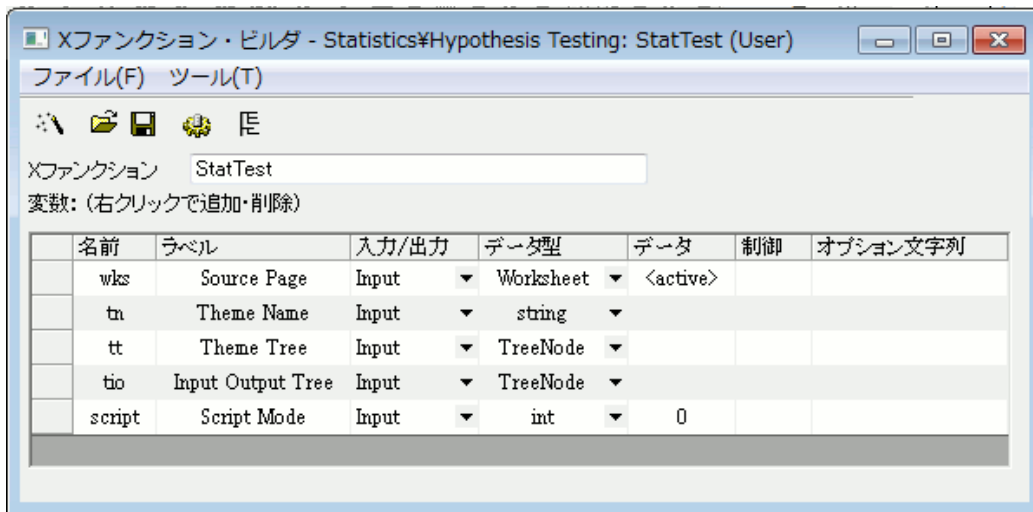 Xファンクション・ビルダ - Statistics¥Hypothesis Testing: StatTest (User)
ファイル(F) ツール(T)
Xファンクション StatTest
変数: (右クリックで追加・削除)
名前 ラベル 入力/出力 データ型 データ 制御 オプション文字列
wks Source Page Input Worksheet <active>
tn Theme Name Input string
tt Theme Tree Input TreeNode
tio Input Output Tree Input TreeNode
script Script Mode Input int 0